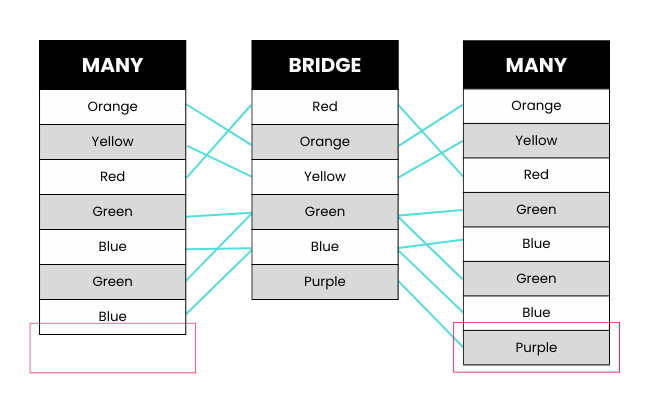 MANY
Orange
Yellow
Red
Green
Blue
Green
Blue
BRIDGE
Red
Orange
Yellow
Green
Blue
Purple
MANY
Orange
Yellow
Red
Green
Blue
Green
Blue
Purple